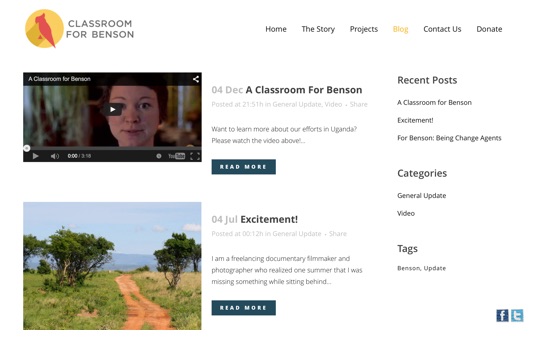 CLASSROOM
FOR BENSON
Home The Story Projects Blog Contact Us Donate
A Classroom for Benson
0:00 / 3:18
YouTube
04 Dec A Classroom For Benson
Posted at 21:51h in General Update, Video • Share
Want to learn more about our efforts in Uganda?
Please watch the video above!...
READ MORE
04 Jul Excitement!
Posted at 00:12h in General Update • Share
I am a freelancing documentary filmmaker and
photographer who realized one summer that I was
missing something while sitting behind...
READ MORE
Recent Posts
A Classroom for Benson
Excitement!
For Benson: Being Change Agents
Categories
General Update
Video
Tags
Benson, Update